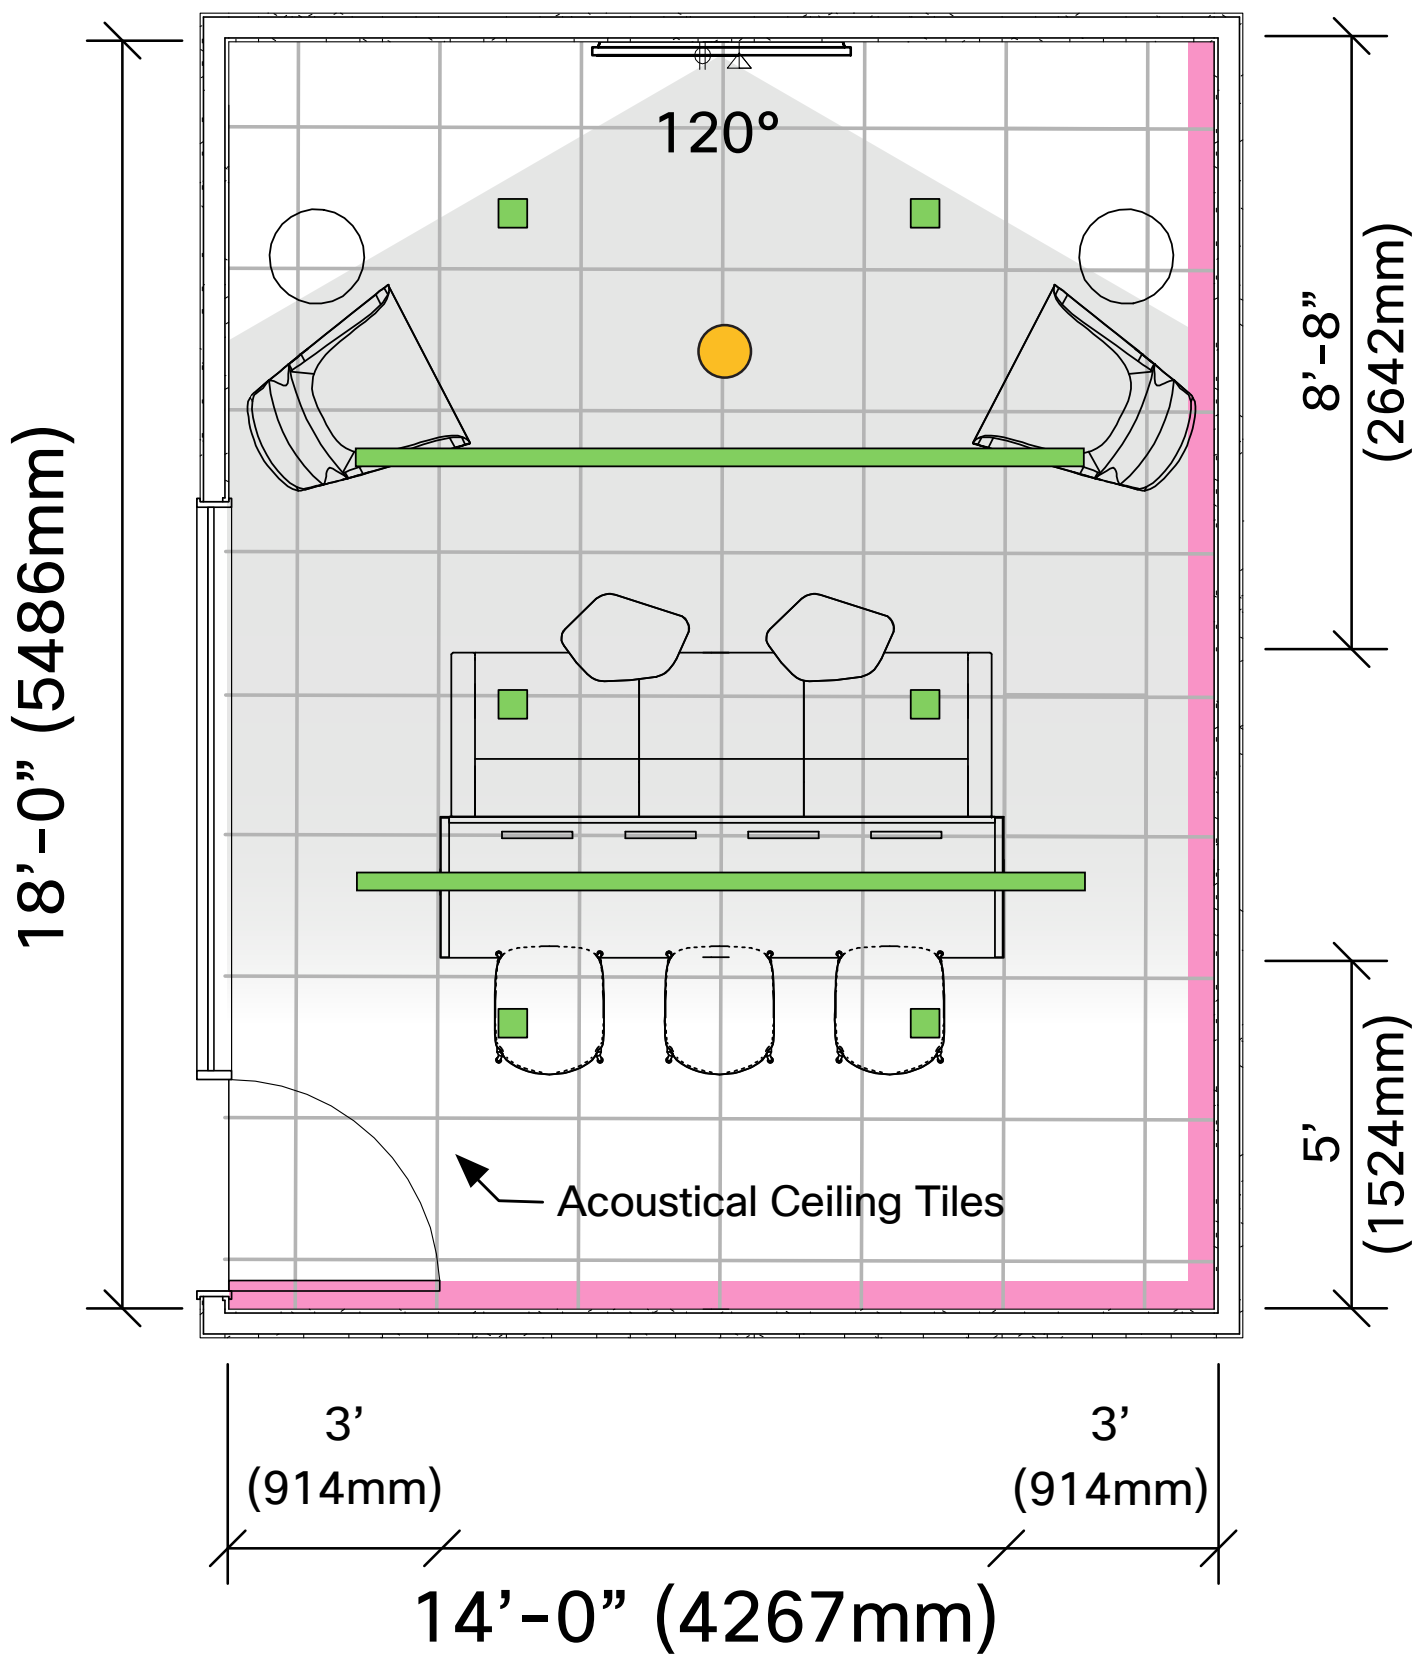 120°
8’-8”
(2642mm)
18’-0” (5486mm)
5’
(1524mm)
Acoustical Ceiling Tiles
3’
(914mm)
3’
(914mm)
14’-0” (4267mm)